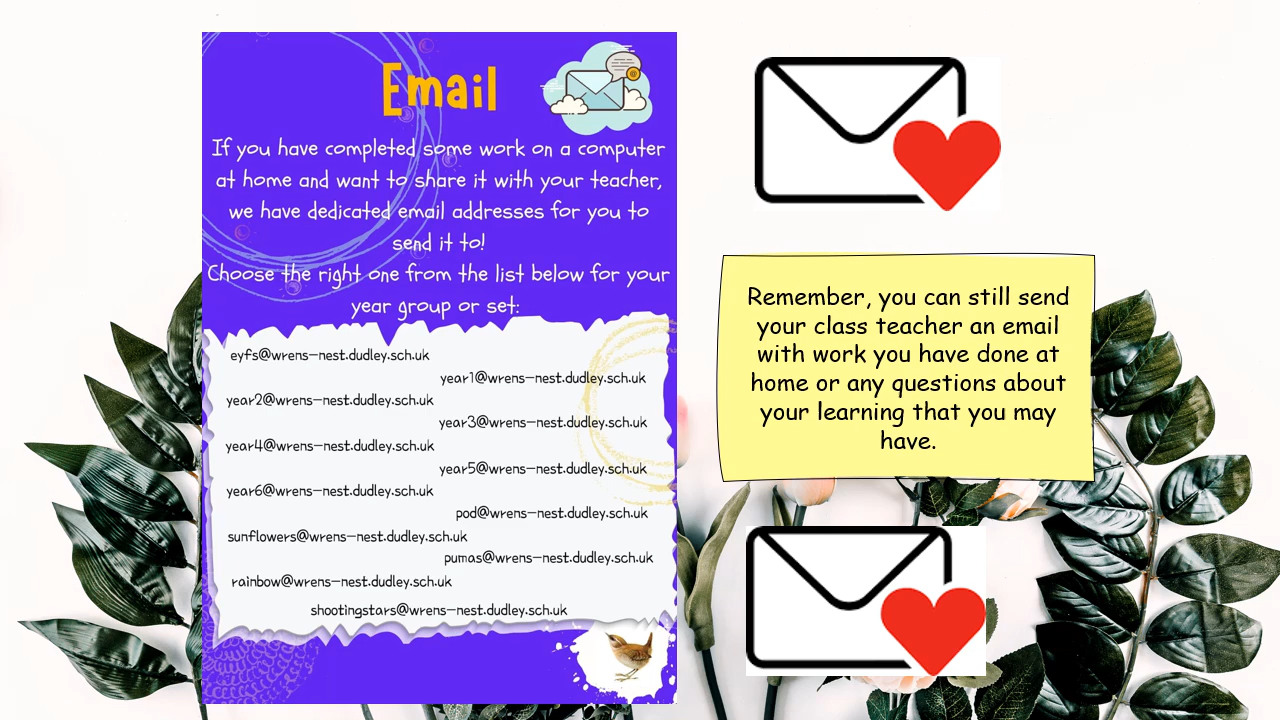 Email
If you have completed some work on a computer
at home and want to share it with your teacher,
we have dedicated email addresses for you to
send it to!
Choose the right one from the list below for your
year group or set:
eyfs@wrens-nest.dudley.sch.uk
year1@wrens-nest.dudley.sch.uk
year2@wrens-nest.dudley.sch.uk
year3@wrens-nest.dudley.sch.uk
year4@wrens-nest.dudley.sch.uk
year5@wrens-nest.dudley.sch.uk
year6@wrens-nest.dudley.sch.uk
pod@wrens-nest.dudley.sch.uk
sunflowers@wrens-nest.dudley.sch.uk
pumas@wrens-nest.dudley.sch.uk
rainbow@wrens-nest.dudley.sch.uk
shootingstars@wrens-nest.dudley.sch.uk
Remember, you can still send
your class teacher an email
with work you have done at
home or any questions about
your learning that you may
have.